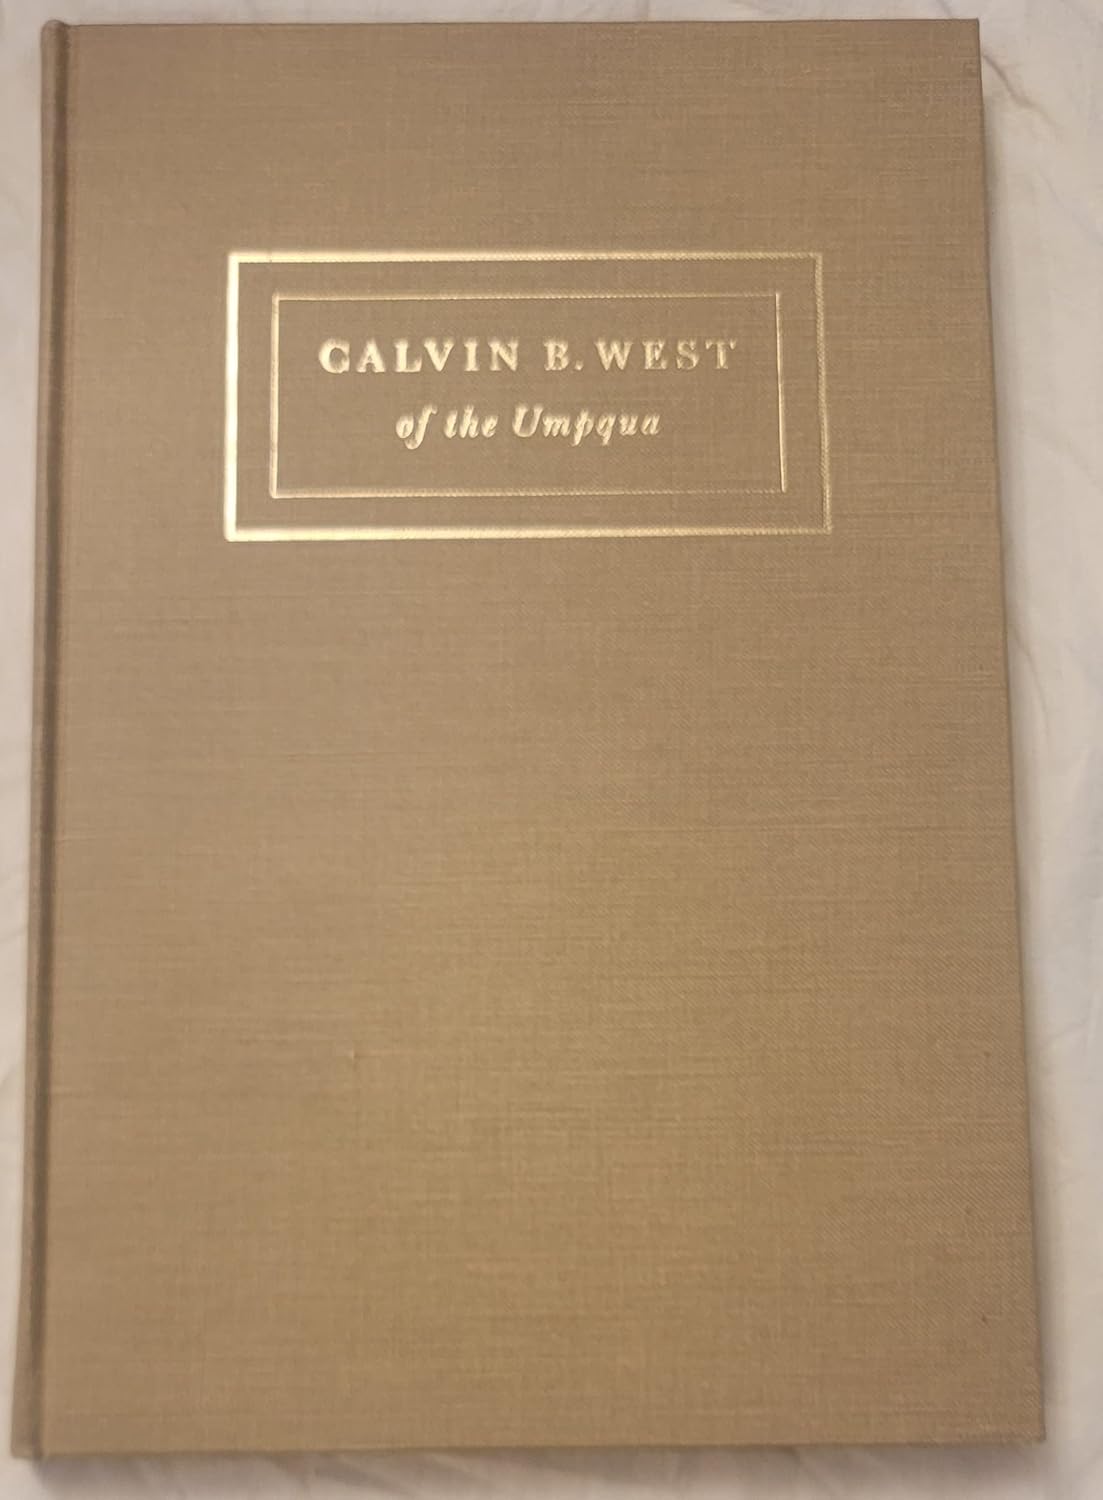 CALVIN B. WEST
of the Umpqua